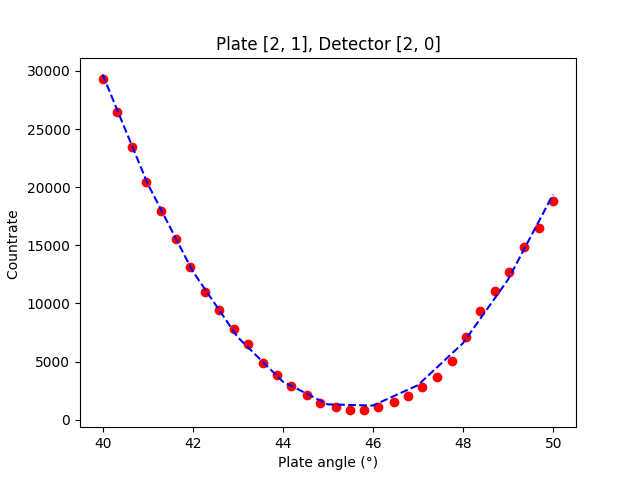 Plate [2, 1], Detector [2, 0]
30000
25000
20000
15000
10000
5000
0
Countrate
40 42 44 46 48 50
Plate angle (°)